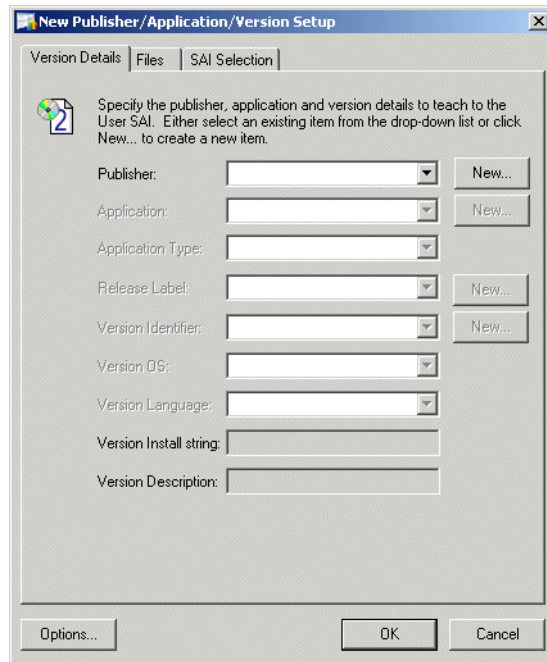 New Publisher/Application/Version Setup
Version Details Files SAI Selection
Specify the publisher, application and version details to teach to the
User SAI. Either select an existing item from the drop-down list or click
New... to create a new item.
Publisher: New...
Application: New...
Application Type:
Release Label: New...
Version Identifier: New...
Version OS:
Version Language:
Version Install string:
Version Description:
Options... OK Cancel